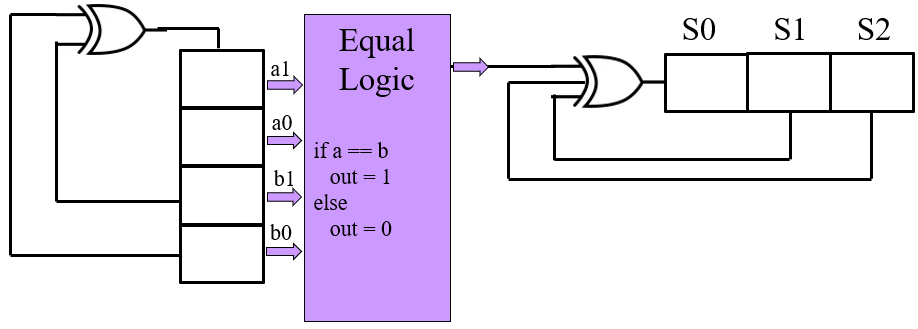 S0 S1 S2
Equal
Logic
a1
a0
b1
b0
if a == b
out = 1
else
out = 0